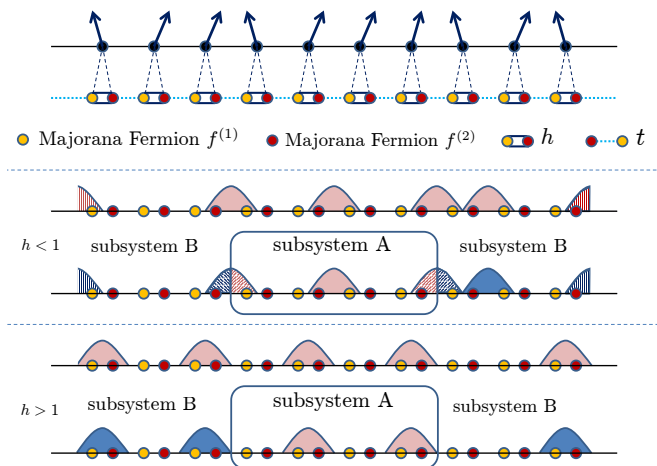 Majorana Fermion f^{(1)} Majorana Fermion f^{(2)} h t
h < 1 subsystem B subsystem A subsystem B
h > 1 subsystem B subsystem A subsystem B